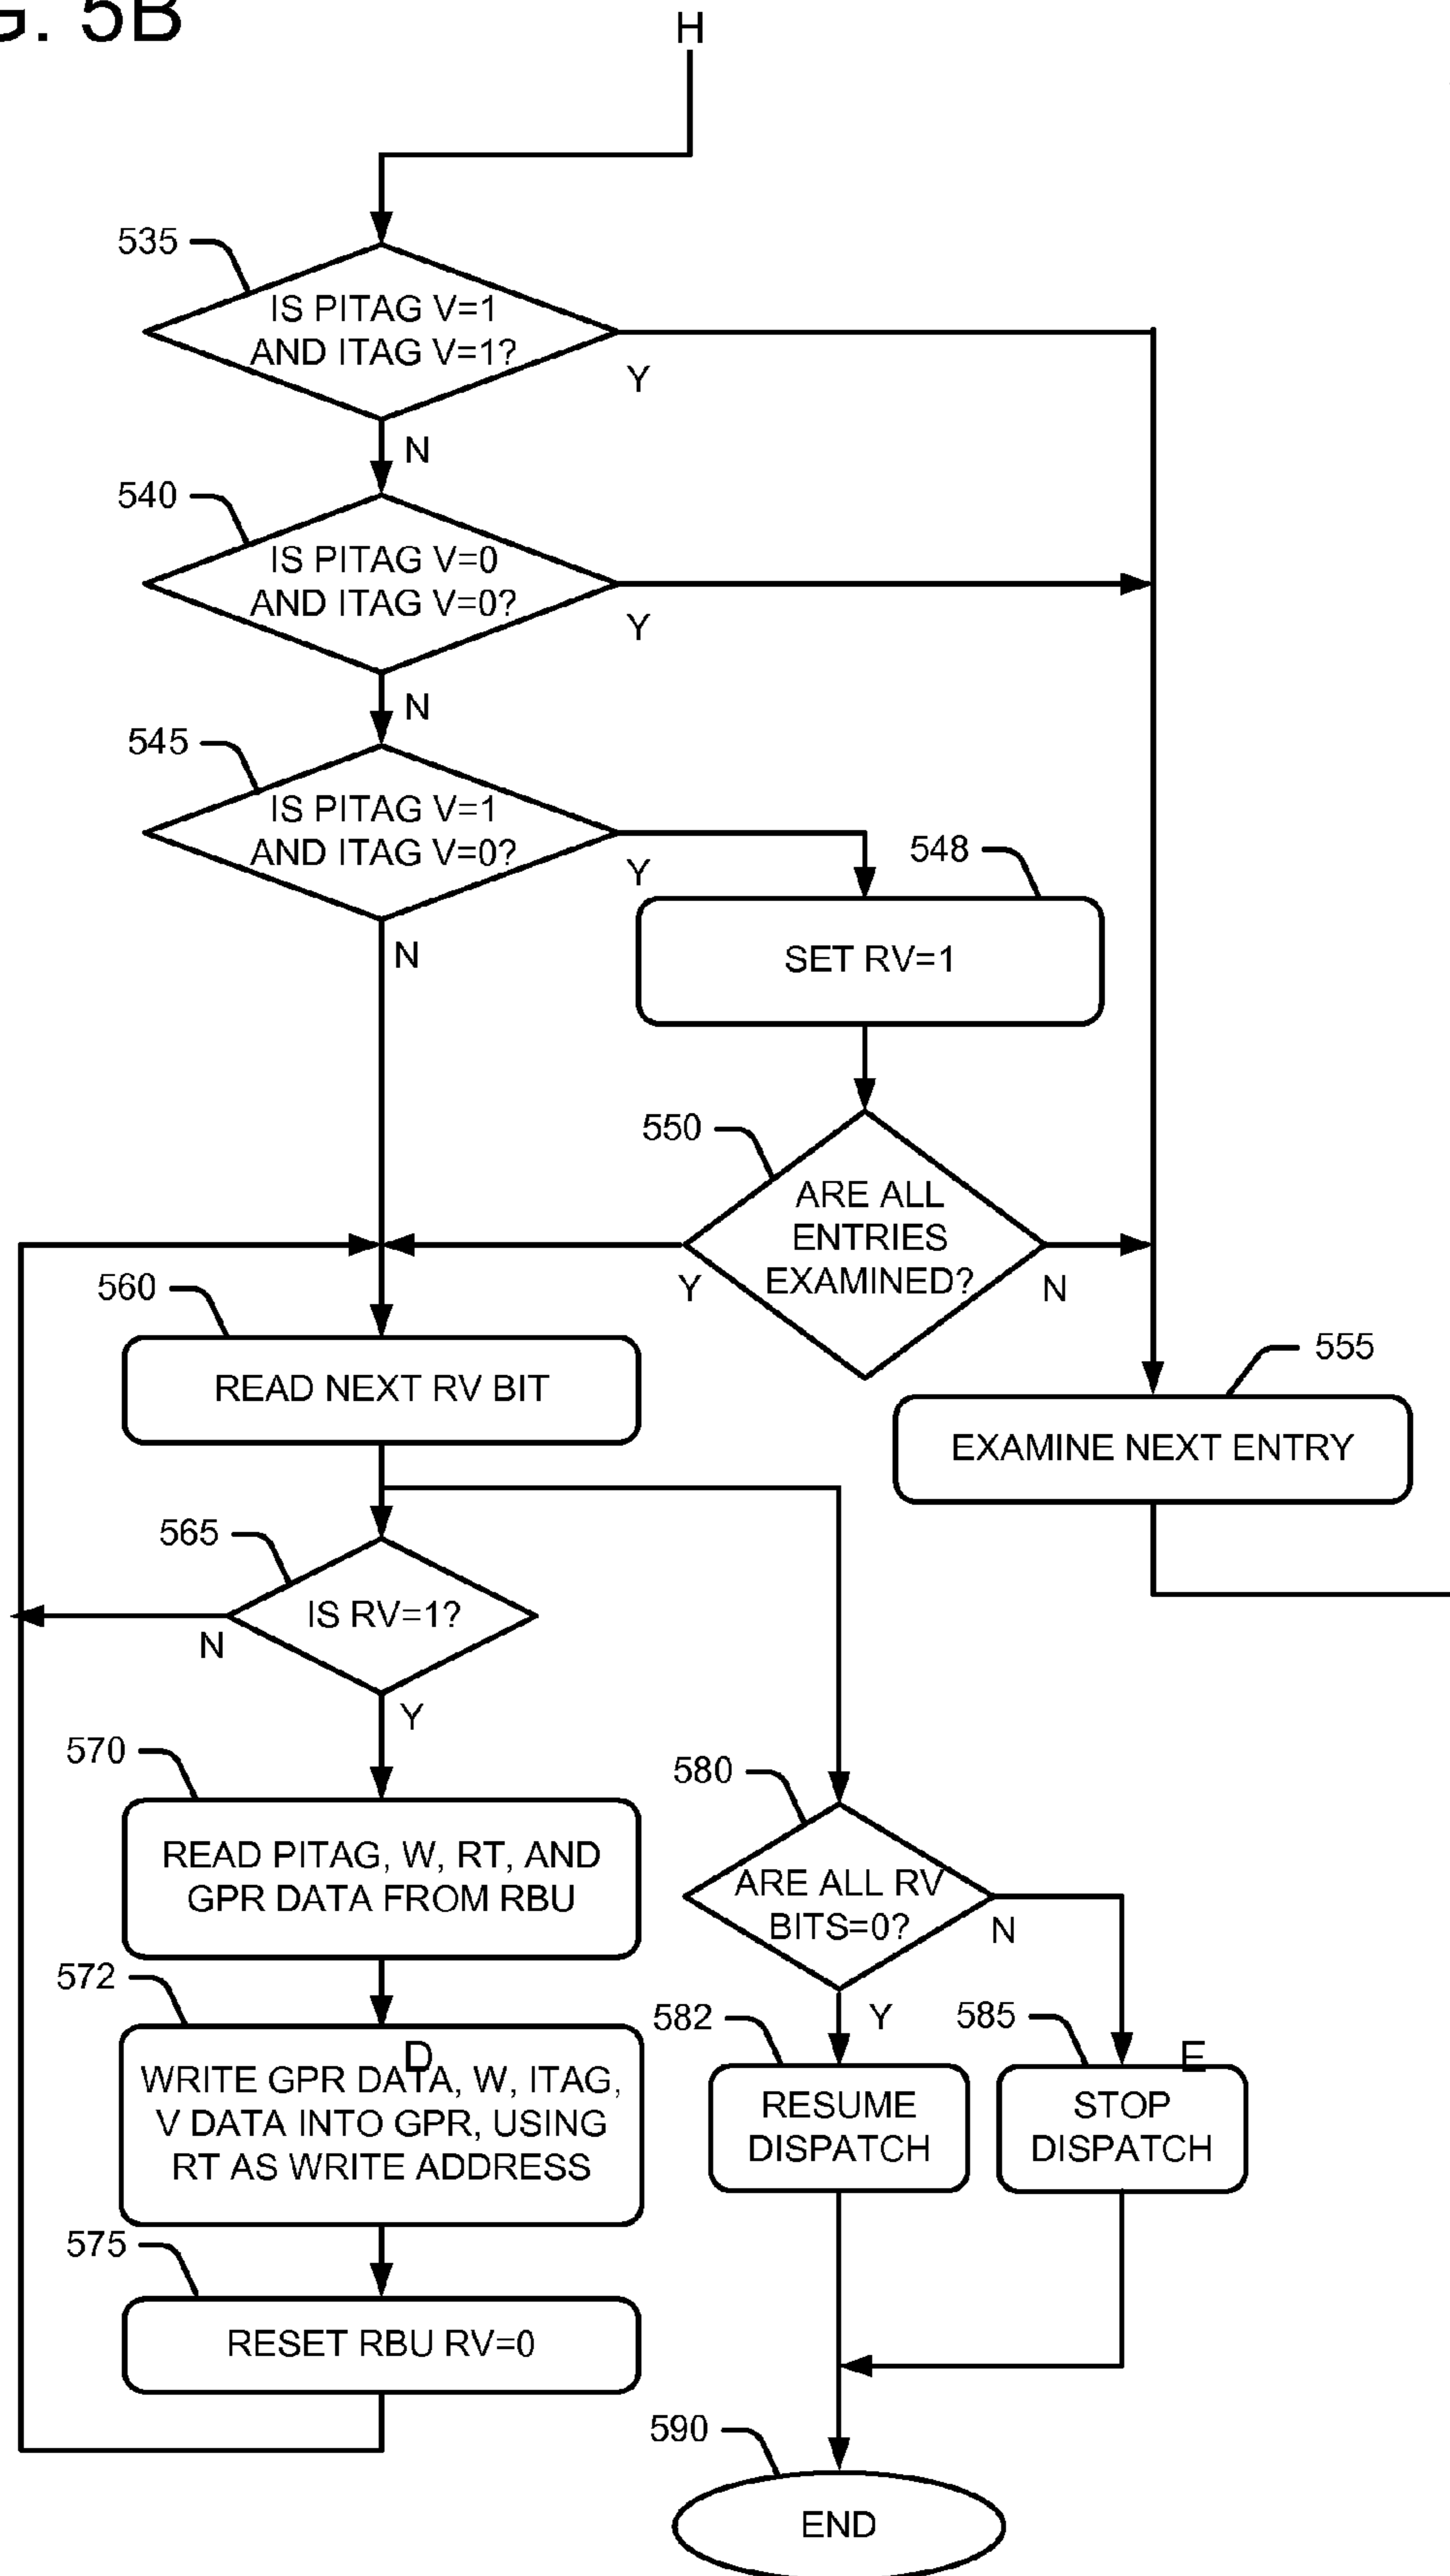 G. 5B
H
535
IS PITAG V=1
AND ITAG V=1?
Y
N
540
IS PITAG V=0
AND ITAG V=0?
Y
N
545
IS PITAG V=1
AND ITAG V=0?
Y
N
548
SET RV=1
550
ARE ALL
ENTRIES
EXAMINED?
Y
N
560
READ NEXT RV BIT
555
EXAMINE NEXT ENTRY
565
IS RV=1?
N
Y
570
READ PITAG, W, RT, AND
GPR DATA FROM RBU
580
ARE ALL RV
BITS=0?
N
Y
572
D
WRITE GPR DATA, W, ITAG,
V DATA INTO GPR, USING
RT AS WRITE ADDRESS
582
RESUME
DISPATCH
585
E
STOP
DISPATCH
575
RESET RBU RV=0
590
END